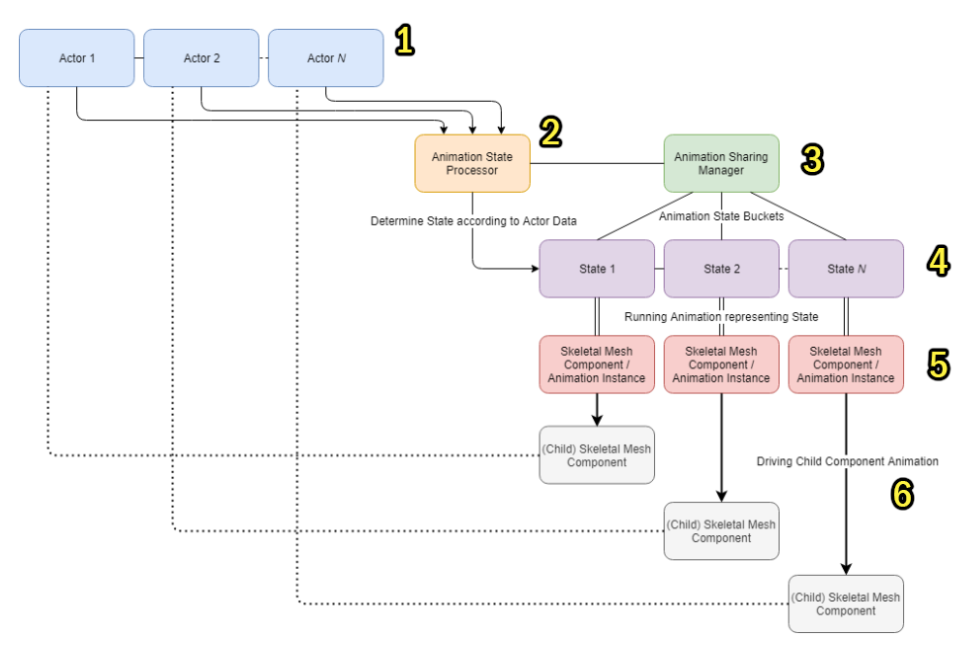 Actor 1
Actor 2
Actor N
1
2
Animation State
Processor
Animation Sharing
Manager
3
Determine State according to Actor Data
Animation State Buckets
State 1
State 2
State N
4
Running Animation representing State
Skeletal Mesh
Component /
Animation Instance
Skeletal Mesh
Component /
Animation Instance
Skeletal Mesh
Component /
Animation Instance
5
(Child) Skeletal Mesh
Component
Driving Child Component Animation
6
(Child) Skeletal Mesh
Component
(Child) Skeletal Mesh
Component